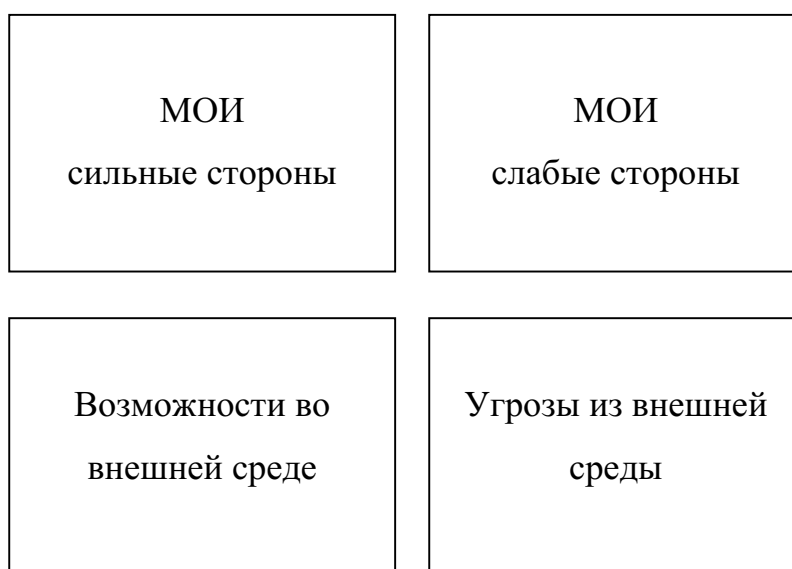 МОИ
сильные стороны
МОИ
слабые стороны
Возможности во
внешней среде
Угрозы из внешней
среды